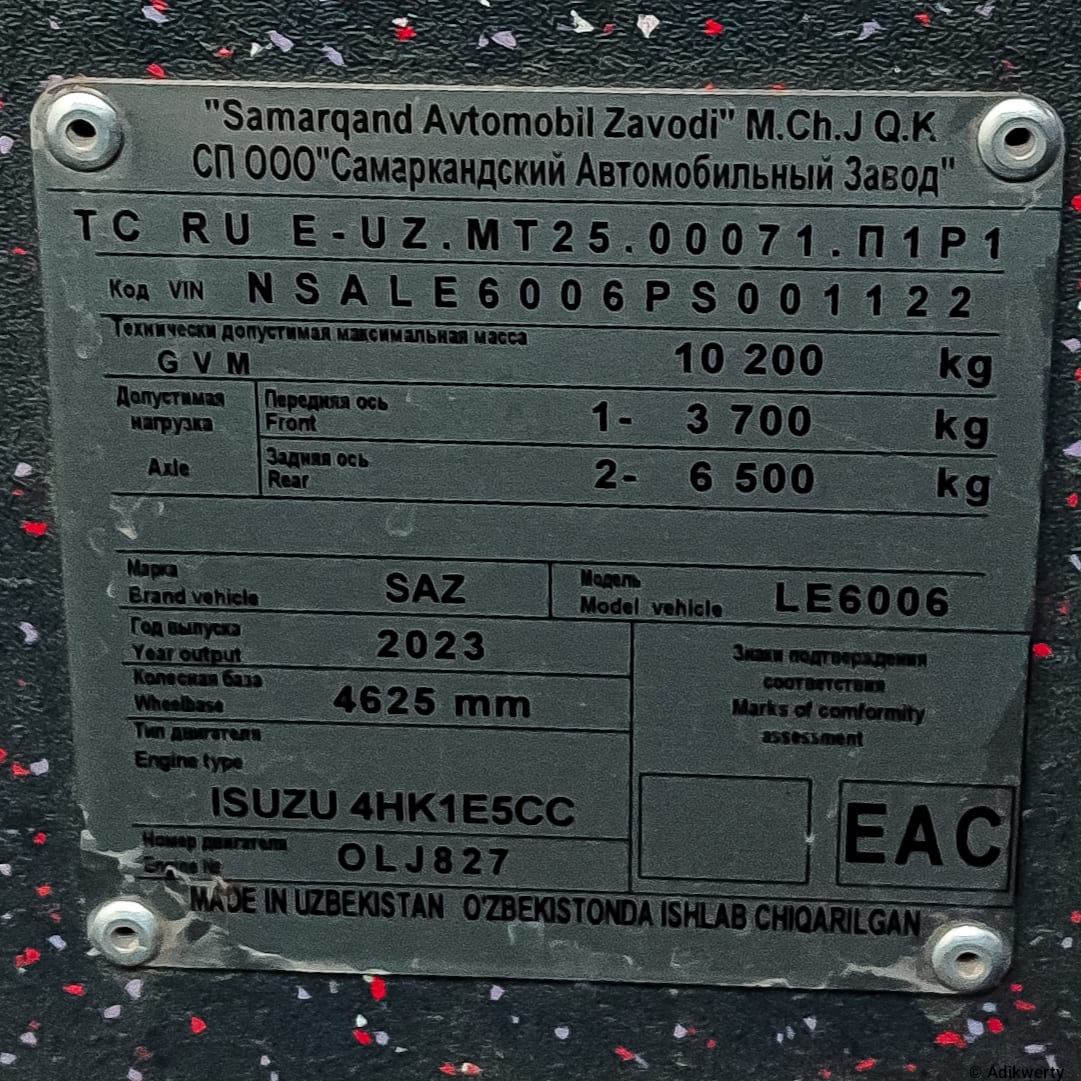 "Samarqand Avtomobil Zavodi" M.Ch.J Q.K
СП ООО"Самаркандский Автомобильный Завод"
ТС RU E-UZ.MT25.00071.П1Р1
Код VIN NSALE6006PS001122
Технически допустимая максимальная масса
GVM 10 200 kg
Допустимая нагрузка
Axle
Передняя ось
Front 1- 3 700 kg
Задняя ось
Rear 2- 6 500 kg
Марка
Brand vehicle SAZ
Модель
Model vehicle LE6006
Год выпуска
Year output 2023
Колесная база
Wheelbase 4625 mm
Тип двигателя
Engine type
ISUZU 4HK1E5CC
Номер двигателя
Engine № OLJ827
Знаки подтверждения
соответствия
Marks of comformity
assessment
EAC
MADE IN UZBEKISTAN O'ZBEKISTONDA ISHLAB CHIQARILGAN
© Adikwerty